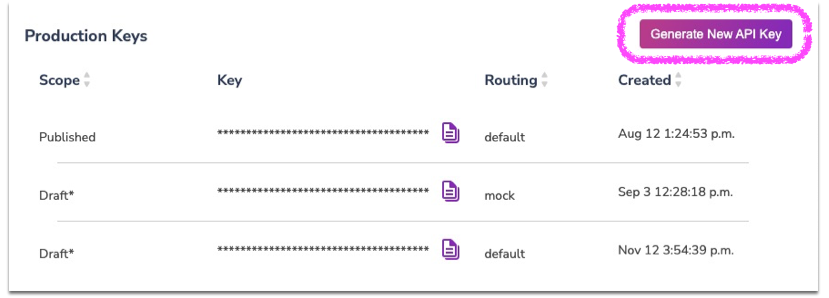 Production Keys Generate New API Key
Scope Key Routing Created
Published ************************************* default Aug 12 1:24:53 p.m.
Draft* ************************************* mock Sep 3 12:28:18 p.m.
Draft* ************************************* default Nov 12 3:54:39 p.m.